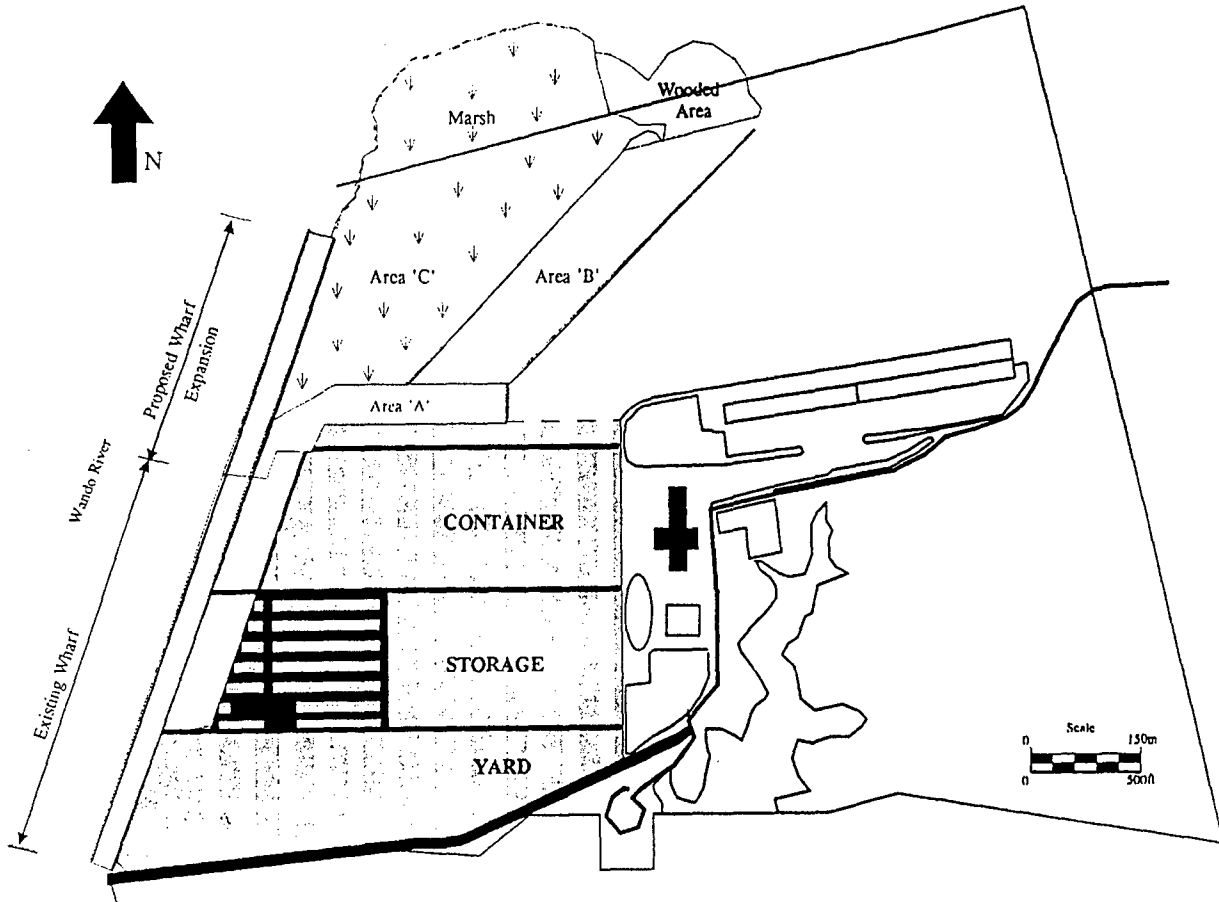 Wooded
Area
Marsh
N
Area 'C'
Area 'B'
Proposed Wharf
Expansion
Area 'A'
Wando River
CONTAINER
Existing Wharf
STORAGE
YARD
Scale
0 150m
0 500ft